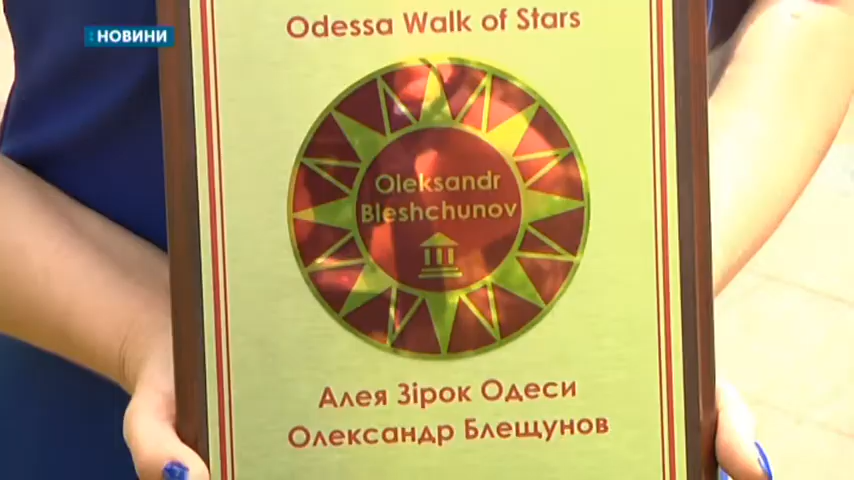 НОВИНИ
Odessa Walk of Stars
Oleksandr
Bleshchunov
Алея Зірок Одеси
Олександр Блещунов